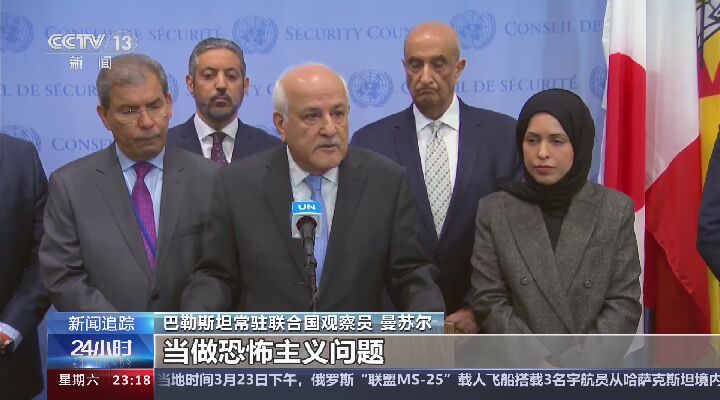 CCTV 13
新闻
SECURITY COUNCIL
CONSEIL DE
CONSEIL DE SÉCURITÉ
UN
新闻追踪
巴勒斯坦常驻联合国观察员 曼苏尔
24小时
当做恐怖主义问题
星期六 23:18 当地时间3月23日下午，俄罗斯“联盟MS-25”载人飞船搭载3名宇航员从哈萨克斯坦境内